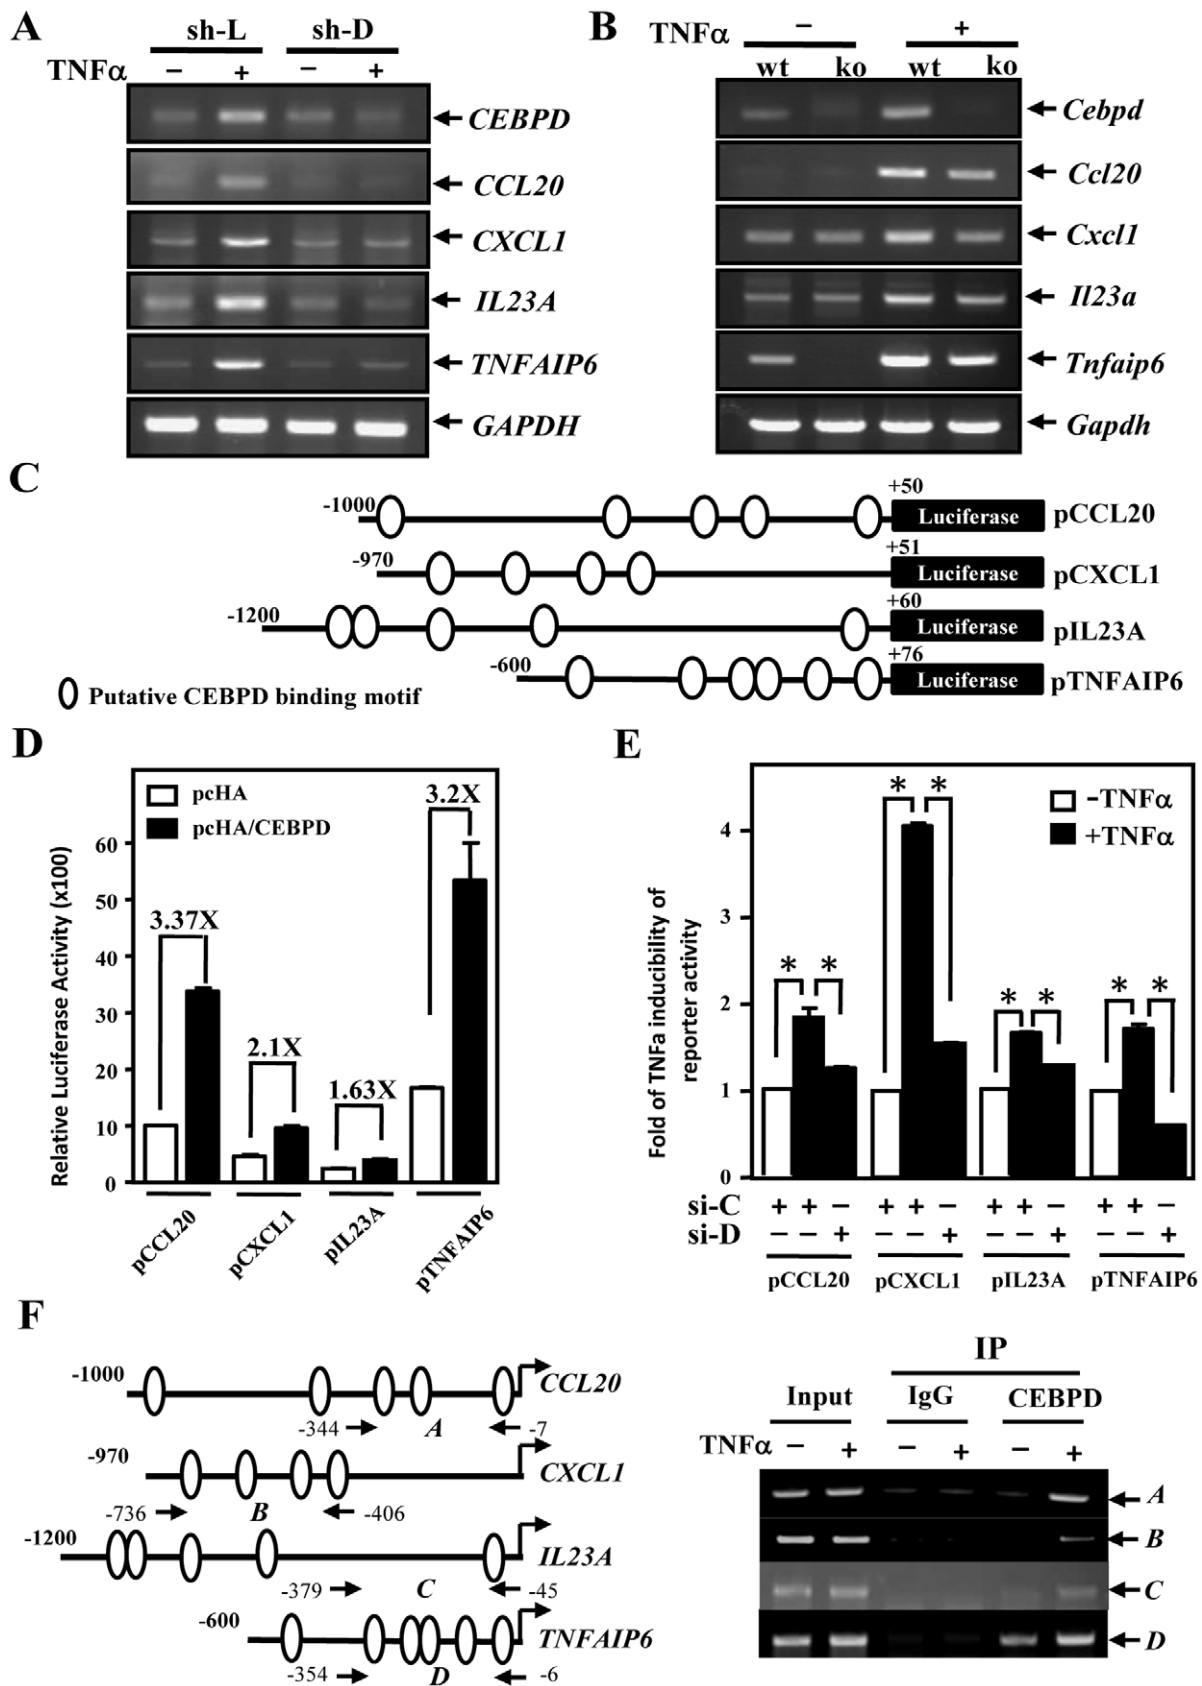 A
sh-L sh-D
TNFα − + − +
CEBPD
CCL20
CXCL1
IL23A
TNFAIP6
GAPDH
B
TNFα − +
wt ko wt ko
Cebpd
Ccl20
Cxcl1
Il23a
Tnfaip6
Gapdh
C
-1000 +50 Luciferase pCCL20
-970 +51 Luciferase pCXCL1
-1200 +60 Luciferase pIL23A
-600 +76 Luciferase pTNFAIP6
Putative CEBPD binding motif
D
Relative Luciferase Activity (x100)
pcHA
pcHA/CEBPD
60
50
40
30
20
10
0
3.37X
2.1X
1.63X
3.2X
pCCL20 pCXCL1 pIL23A pTNFAIP6
E
Fold of TNFa inducibility of
reporter activity
-TNFα
+TNFα
4
3
2
1
0
* * * * * * * *
si-C + + − + + − + + − + + −
si-D − − + − − + − − + − − +
pCCL20 pCXCL1 pIL23A pTNFAIP6
F
-1000 CCL20
-344 A -7
-970 CXCL1
-736 B -406
-1200 IL23A
-379 C -45
-600 TNFAIP6
-354 D -6
IP
Input IgG CEBPD
TNFα − + − + − +
A
B
C
D